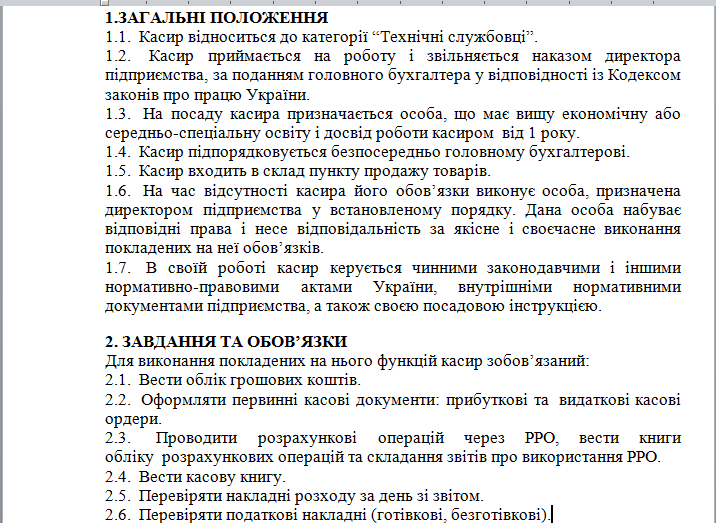 1.ЗАГАЛЬНІ ПОЛОЖЕННЯ
1.1. Касир відноситься до категорії “Технічні службовці”.
1.2. Касир приймається на роботу і звільняється наказом директора
підприємства, за поданням головного бухгалтера у відповідності із Кодексом
законів про працю України.
1.3. На посаду касира призначається особа, що має вищу економічну або
середньо-спеціальну освіту і досвід роботи касиром від 1 року.
1.4. Касир підпорядковується безпосередньо головному бухгалтерові.
1.5. Касир входить в склад пункту продажу товарів.
1.6. На час відсутності касира його обов’язки виконує особа, призначена
директором підприємства у встановленому порядку. Дана особа набуває
відповідні права і несе відповідальність за якісне і своєчасне виконання
покладених на неї обов’язків.
1.7. В своїй роботі касир керується чинними законодавчими і іншими
нормативно-правовими актами України, внутрішніми нормативними
документами підприємства, а також своєю посадовою інструкцією.
2. ЗАВДАННЯ ТА ОБОВ’ЯЗКИ
Для виконання покладених на нього функцій касир зобов’язаний:
2.1. Вести облік грошових коштів.
2.2. Оформляти первинні касові документи: прибуткові та видаткові касові
ордери.
2.3. Проводити розрахункові операцій через РРО, вести книги
обліку розрахункових операцій та складання звітів про використання РРО.
2.4. Вести касову книгу.
2.5. Перевіряти накладні розходу за день зі звітом.
2.6. Перевіряти податкові накладні (готівкові, безготівкові).